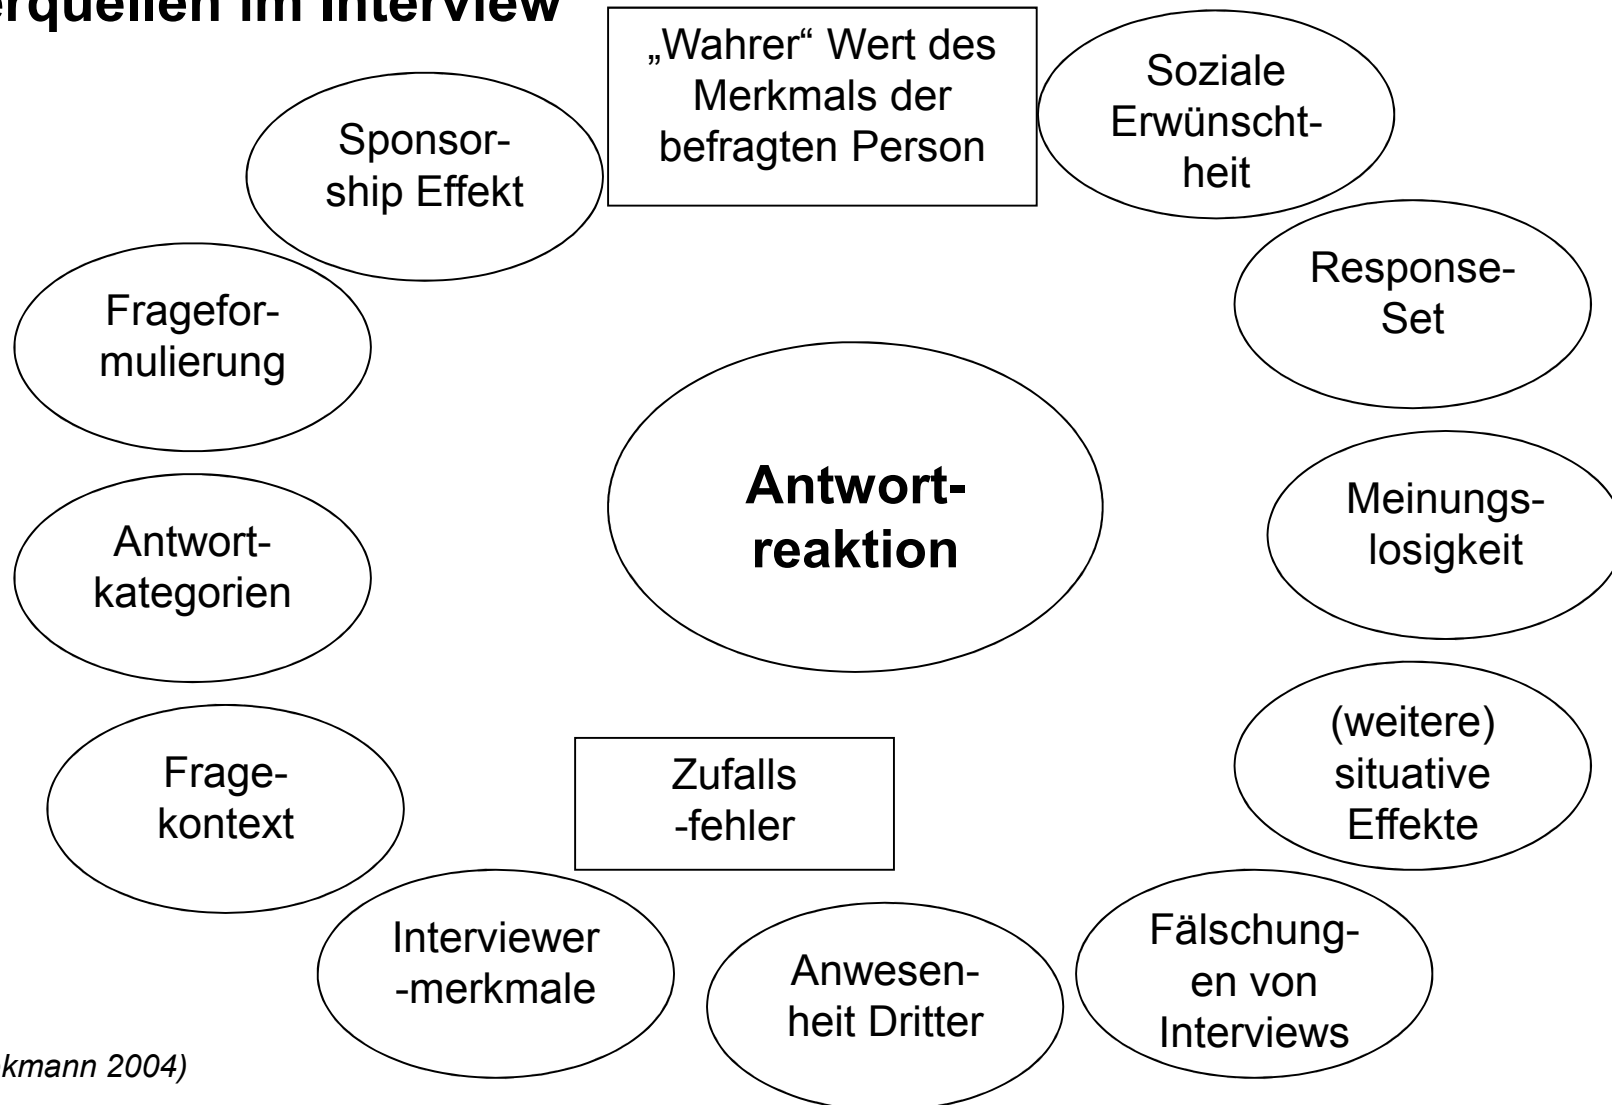 erquellen im Interview
„Wahrer“ Wert des
Merkmals der
befragten Person
Soziale
Erwünscht-
heit
Sponsor-
ship Effekt
Response-
Set
Fragefor-
mulierung
Antwort-
reaktion
Meinungs-
losigkeit
Antwort-
kategorien
(weitere)
situative
Effekte
Frage-
kontext
Zufalls
-fehler
Interviewer
-merkmale
Anwesen-
heit Dritter
Fälschung-
en von
Interviews
kmann 2004)